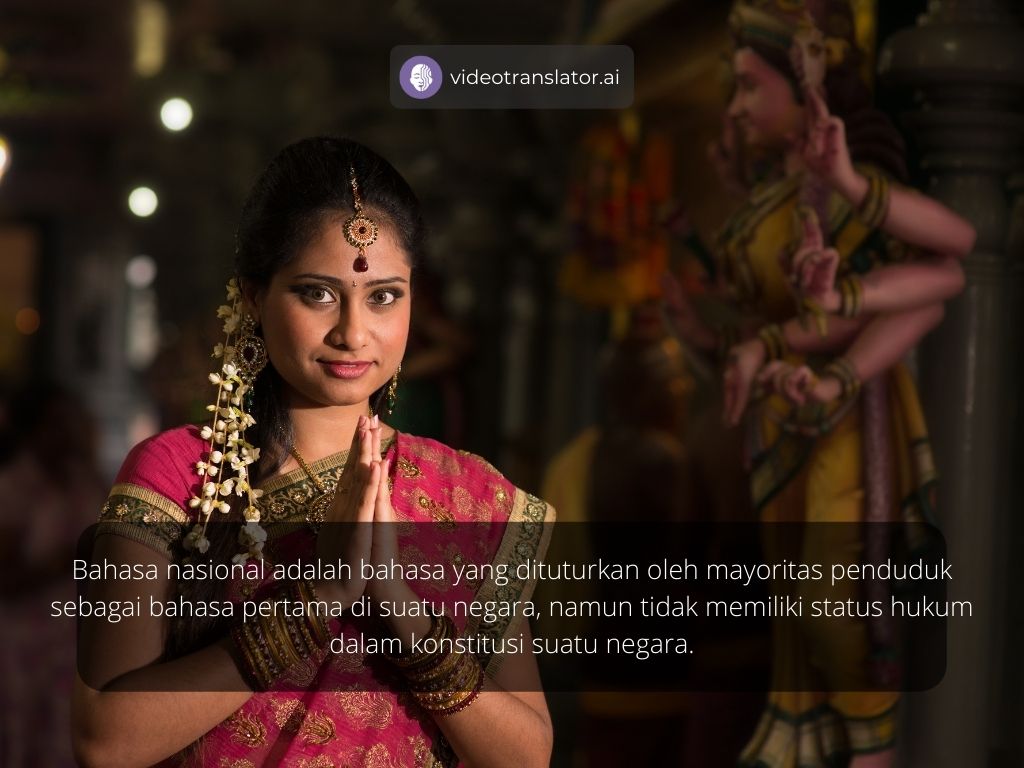 videotranslator.ai
Bahasa nasional adalah bahasa yang dituturkan oleh mayoritas penduduk
sebagai bahasa pertama di suatu negara, namun tidak memiliki status hukum
dalam konstitusi suatu negara.